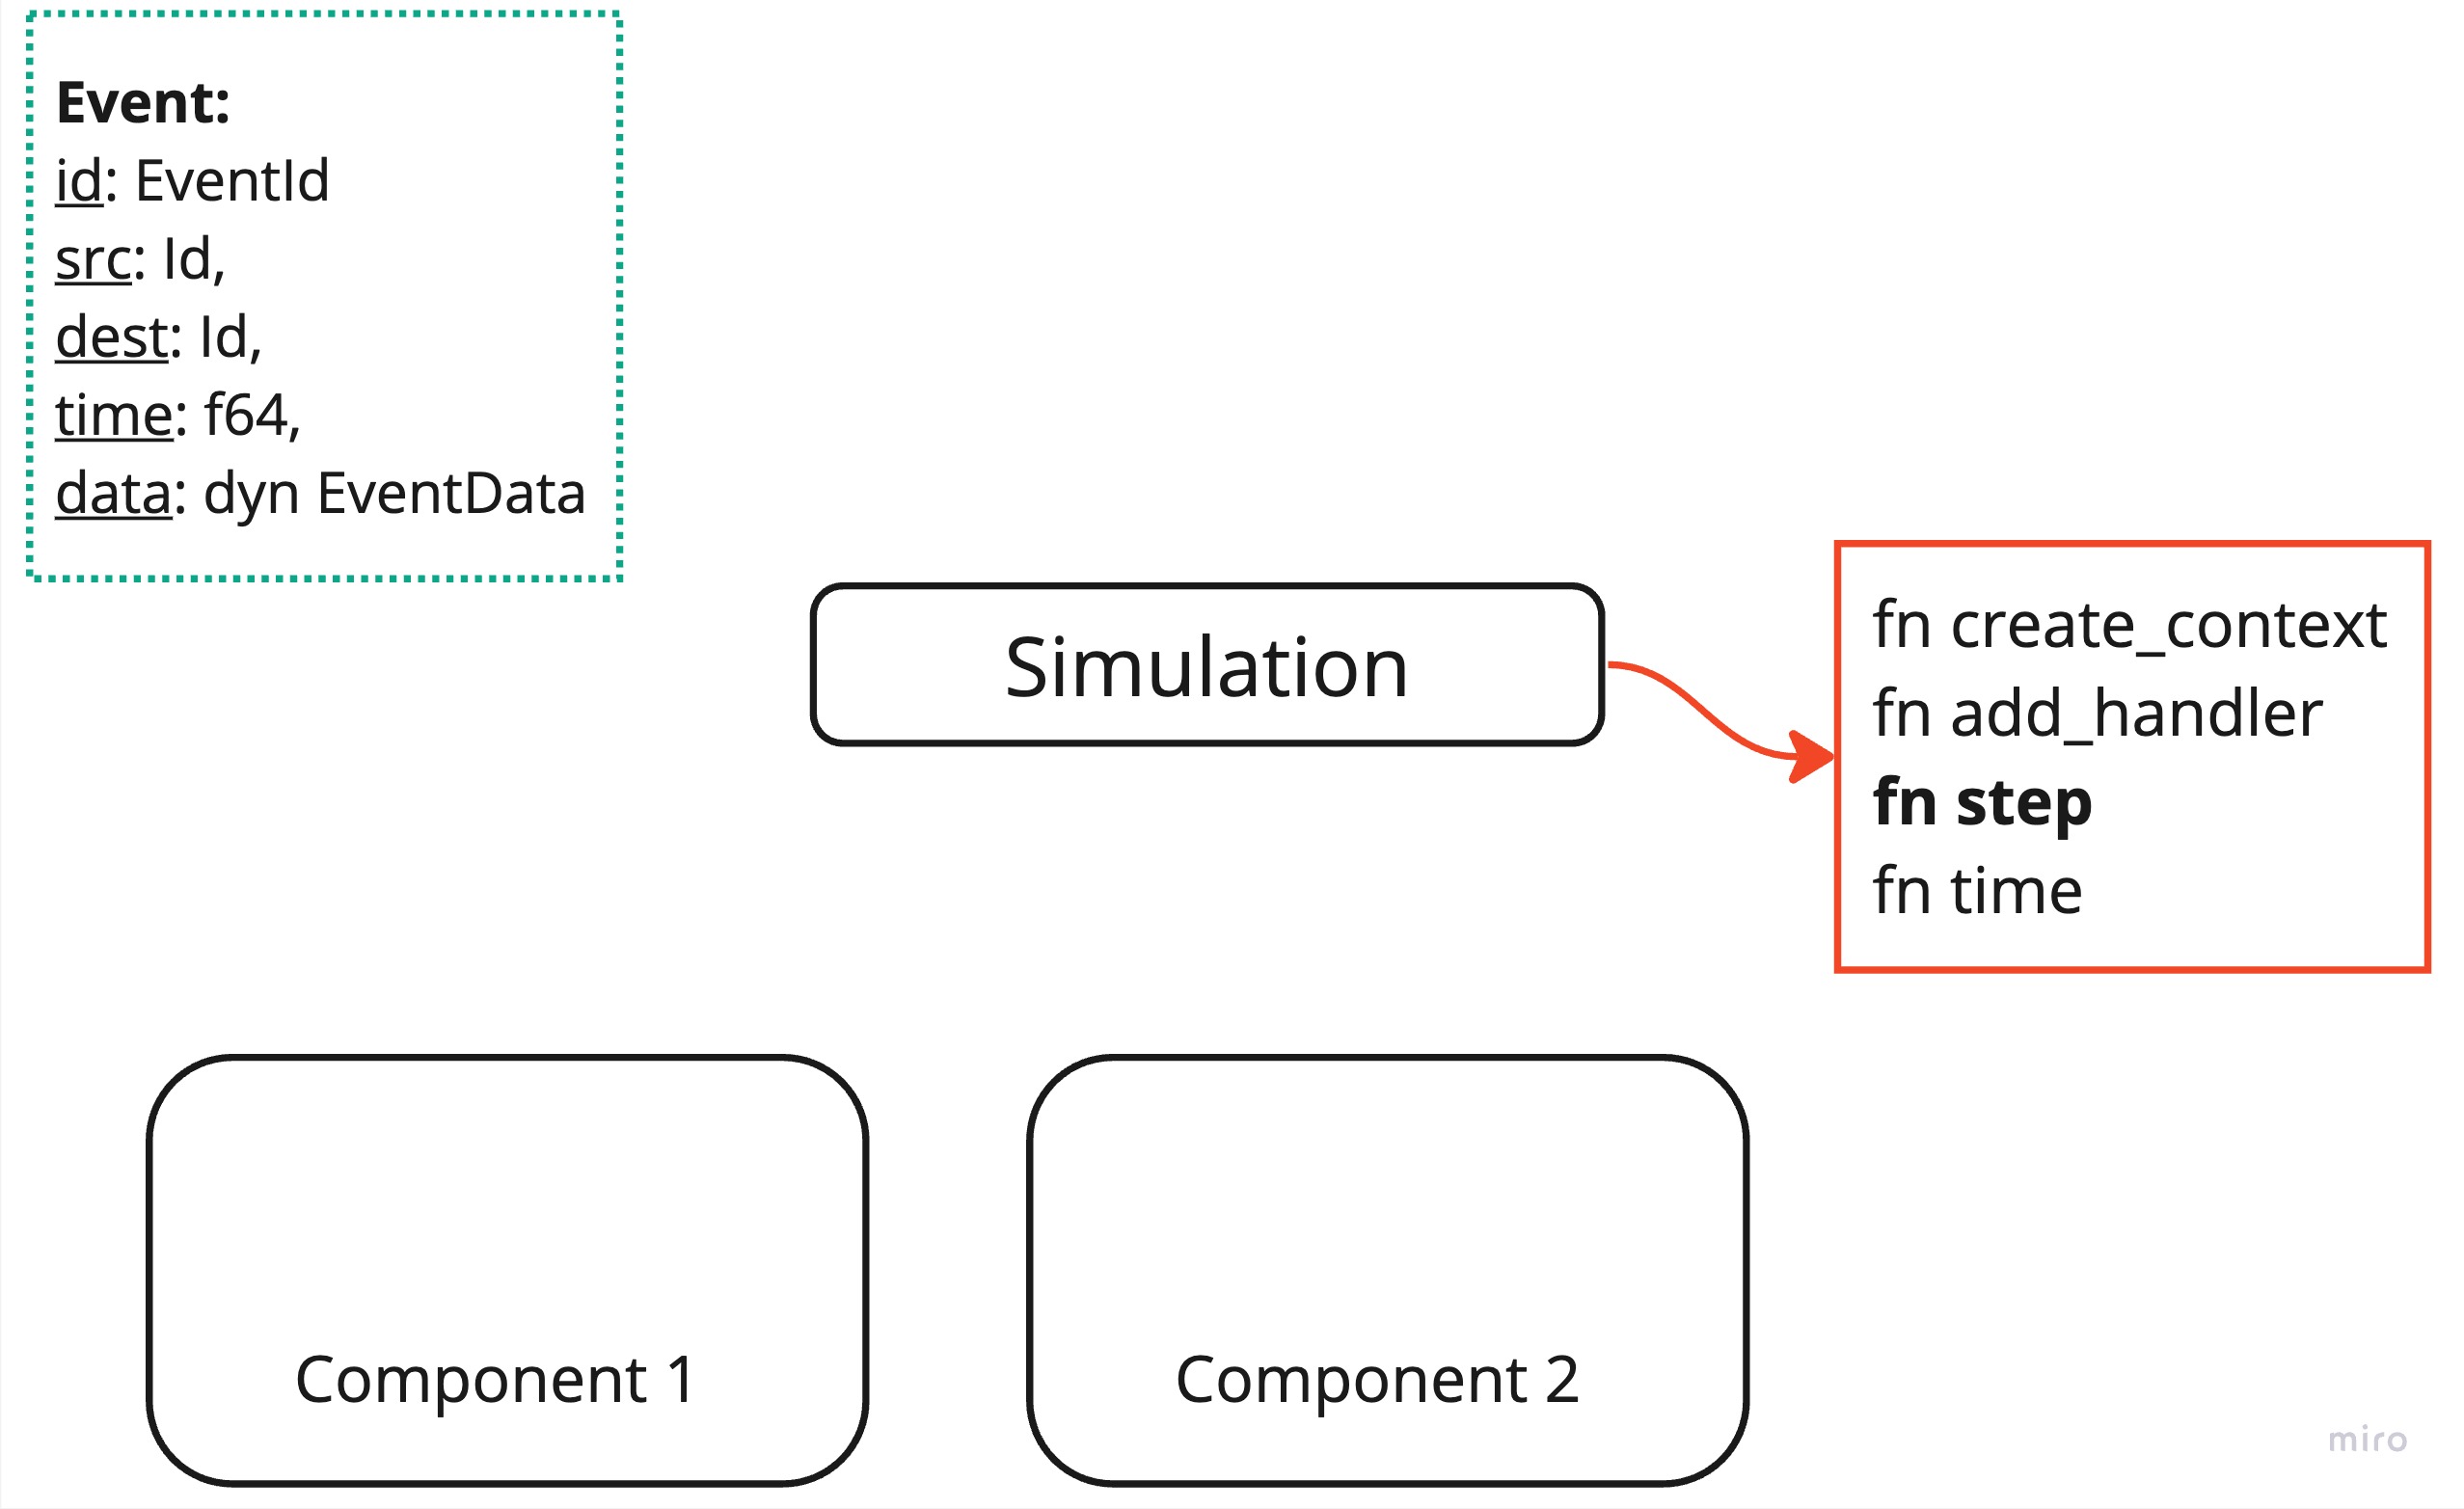 Event:
id: EventId
src: Id,
dest: Id,
time: f64,
data: dyn EventData
Simulation
fn create_context
fn add_handler
fn step
fn time
Component 1
Component 2
miro